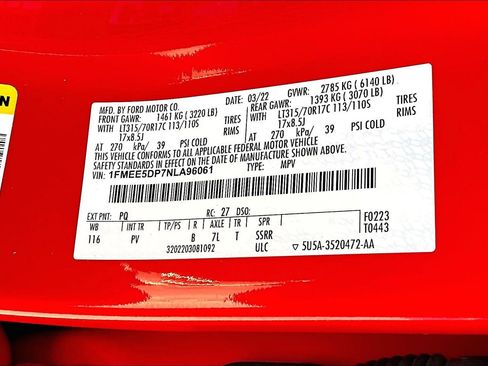 MFD. BY FORD MOTOR CO.
DATE: 03/22 GVWR: 2785 KG (6140 LB)
FRONT GAWR: 1461 KG (3220 LB)
REAR GAWR: 1393 KG (3070 LB)
WITH LT315/70R17C 113/110S TIRES
WITH LT315/70R17C 113/110S TIRES
17x8.5J RIMS
17x8.5J RIMS
AT 270 kPa/ 39 PSI COLD
AT 270 kPa/ 39 PSI COLD
THIS VEHICLE CONFORMS TO ALL APPLICABLE FEDERAL MOTOR VEHICLE
SAFETY STANDARDS IN EFFECT ON THE DATE OF MANUFACTURE SHOWN ABOVE.
VIN: 1FMEE5DP7NLA96061
TYPE: MPV
EXT PNT: PQ RC: 27 DSO:
WB INT TR TP/PS R AXLE TR SPR
116 PV B 7L T SSRR
3202203081092 ULC
F0223
T0443
5U5A-3520472-AA